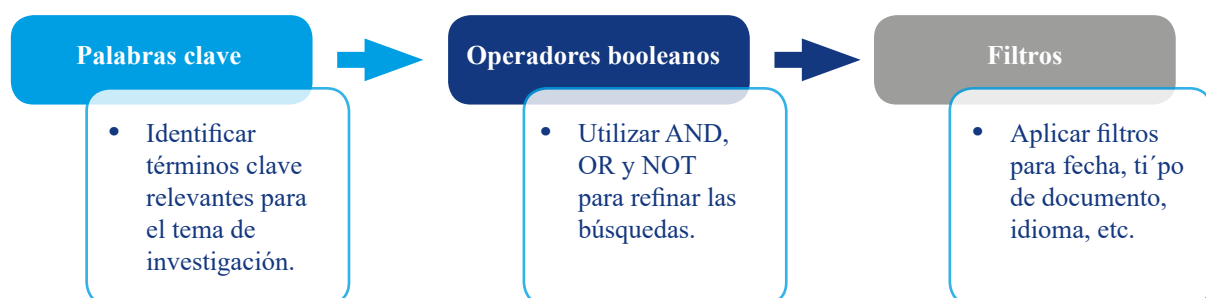 Palabras clave
Operadores booleanos
Filtros
• Identificar
términos clave
relevantes para
el tema de
investigación.
• Utilizar AND,
OR y NOT
para refinar las
búsquedas.
• Aplicar filtros
para fecha, ti´po
de documento,
idioma, etc.